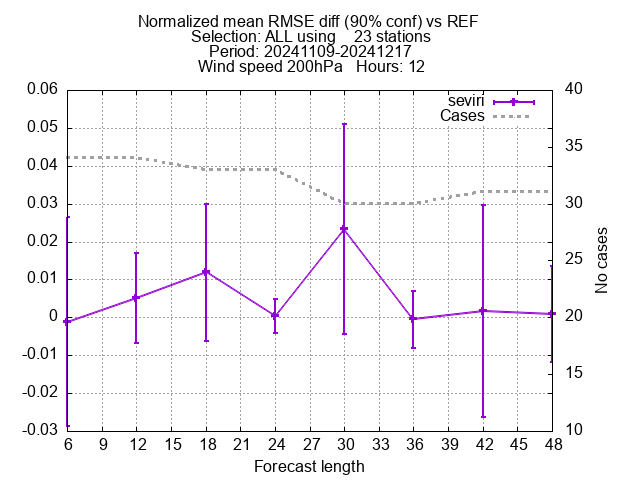 Normalized mean RMSE diff (90% conf) vs REF
Selection: ALL using 23 stations
Period: 20241109-20241217
Wind speed 200hPa Hours: 12
seviri
Cases
0.06
0.05
0.04
0.03
0.02
0.01
0
-0.01
-0.02
-0.03
40
35
30
25
20
15
10
No cases
6 9 12 15 18 21 24 27 30 33 36 39 42 45 48
Forecast length